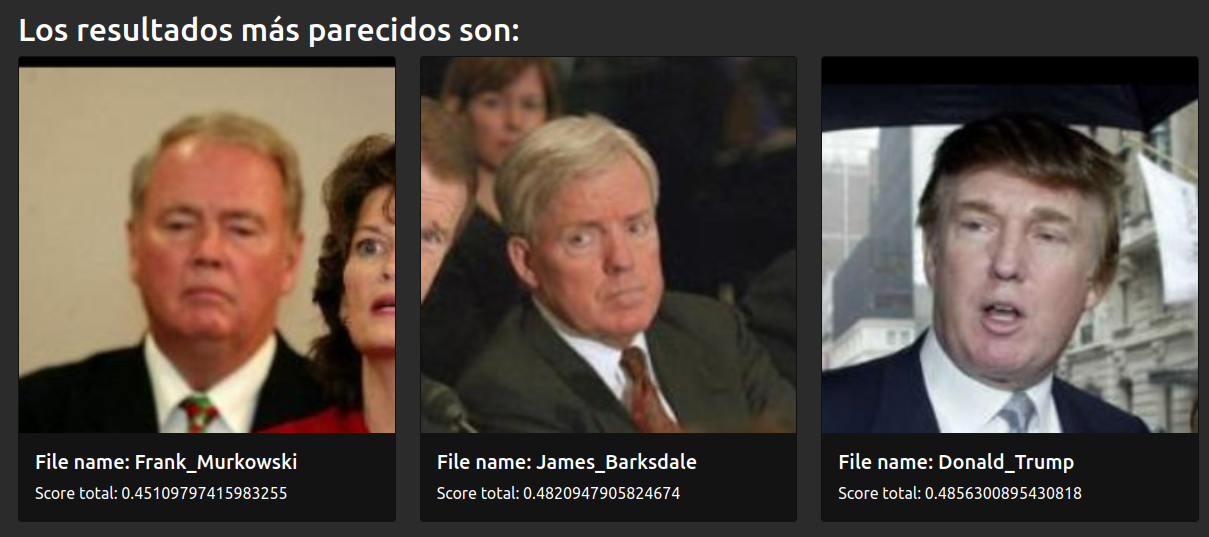 Los resultados más parecidos son:
File name: Frank_Murkowski
Score total: 0.45109797415983255
File name: James_Barksdale
Score total: 0.4820947905824674
File name: Donald_Trump
Score total: 0.4856300895430818